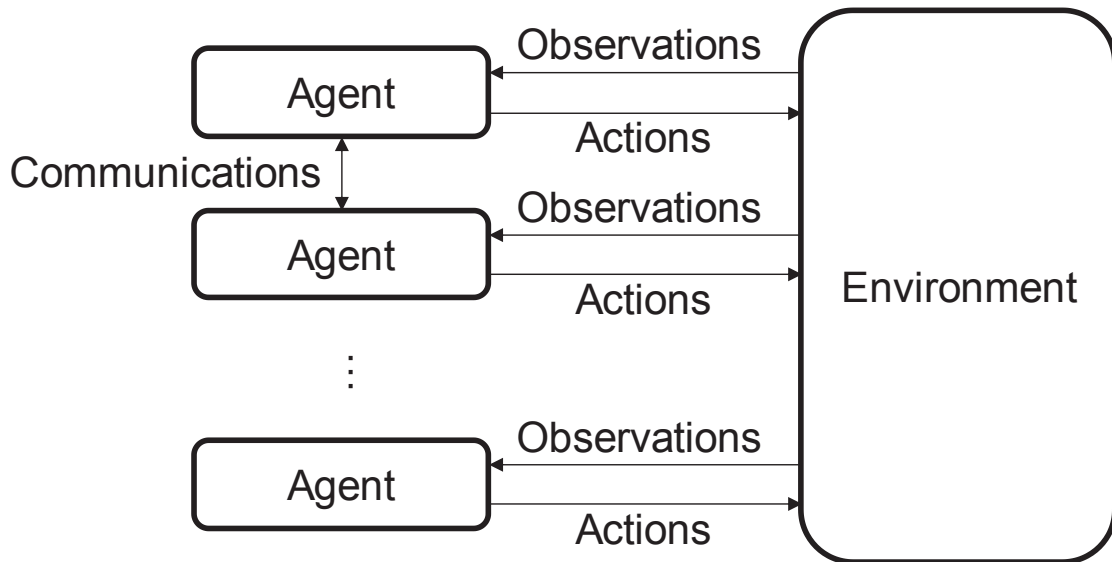 Observations
Agent
Actions
Communications
Observations
Agent
Actions
Environment
⋮
Observations
Agent
Actions